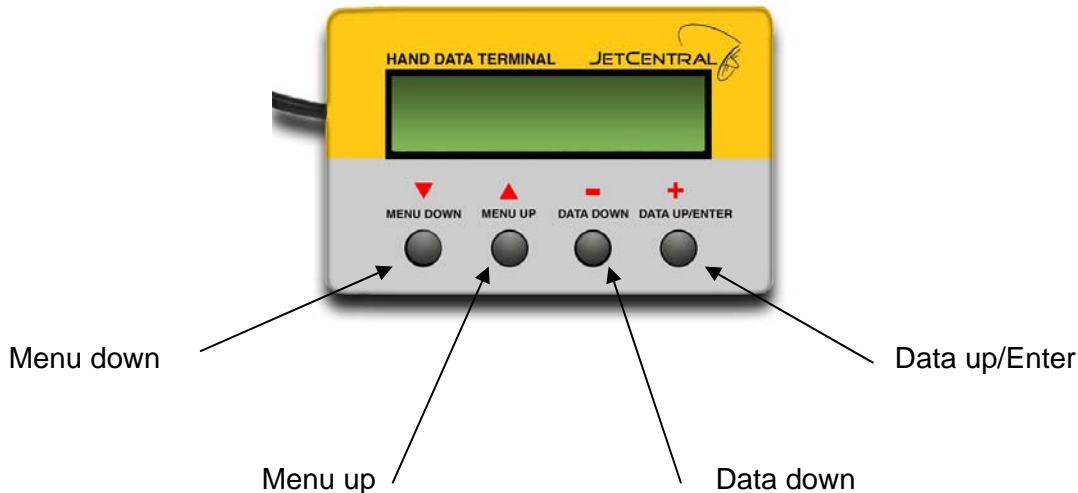 HAND DATA TERMINAL JETCENTRAL
MENU DOWN MENU UP DATA DOWN DATA UP/ENTER
Menu down Data up/Enter
Menu up Data down